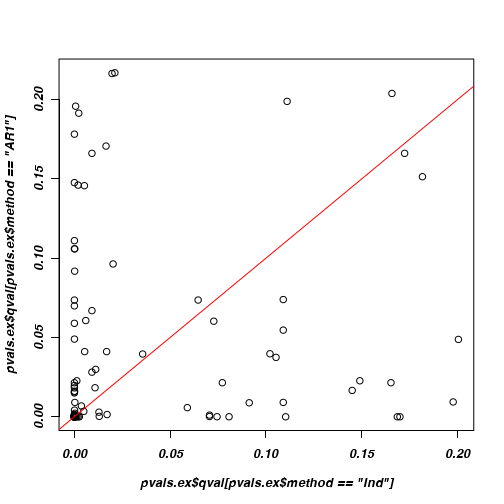 0.20
0.15
0.10
0.05
0.00
pvals.ex$qval[pvals.ex$method == "AR1"]
0.00 0.05 0.10 0.15 0.20
pvals.ex$qval[pvals.ex$method == "Ind"]